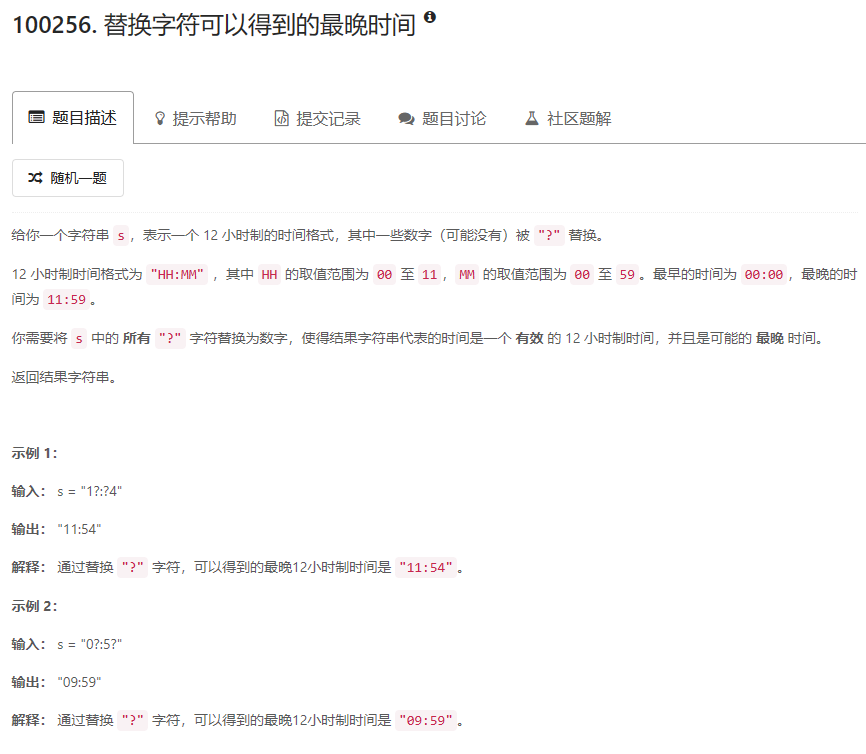 100256. 替换字符可以得到的最晚时间
题目描述 提示帮助 提交记录 题目讨论 社区题解
随机一题
给你一个字符串 s，表示一个 12 小时制的时间格式，其中一些数字（可能没有）被 "?" 替换。
12 小时制时间格式为 "HH:MM" ，其中 HH 的取值范围为 00 至 11，MM 的取值范围为 00 至 59。最早的时间为 00:00，最晚的时
间为 11:59。
你需要将 s 中的 所有 "?" 字符替换为数字，使得结果字符串代表的时间是一个 有效 的 12 小时制时间，并且是可能的 最晚 时间。
返回结果字符串。
示例 1：
输入： s = "1?:?4"
输出： "11:54"
解释： 通过替换 "?" 字符，可以得到的最晚12小时制时间是 "11:54"。
示例 2：
输入： s = "0?:5?"
输出： "09:59"
解释： 通过替换 "?" 字符，可以得到的最晚12小时制时间是 "09:59"。